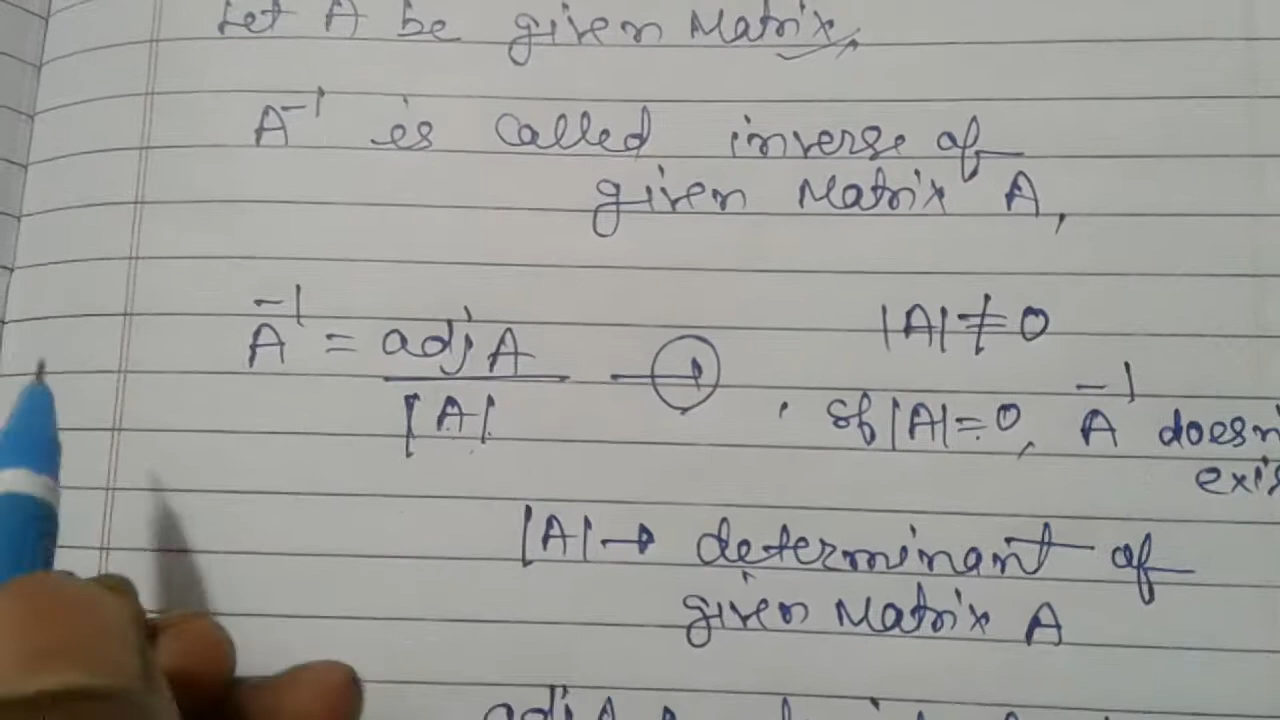 Let A be given Matrix,
A⁻¹ is called inverse of
given Matrix A,
A⁻¹ = adj A / |A| → |A| ≠ 0
If |A| = 0, A⁻¹ doesn
exis
|A| → determinant of
given Matrix A
adj A